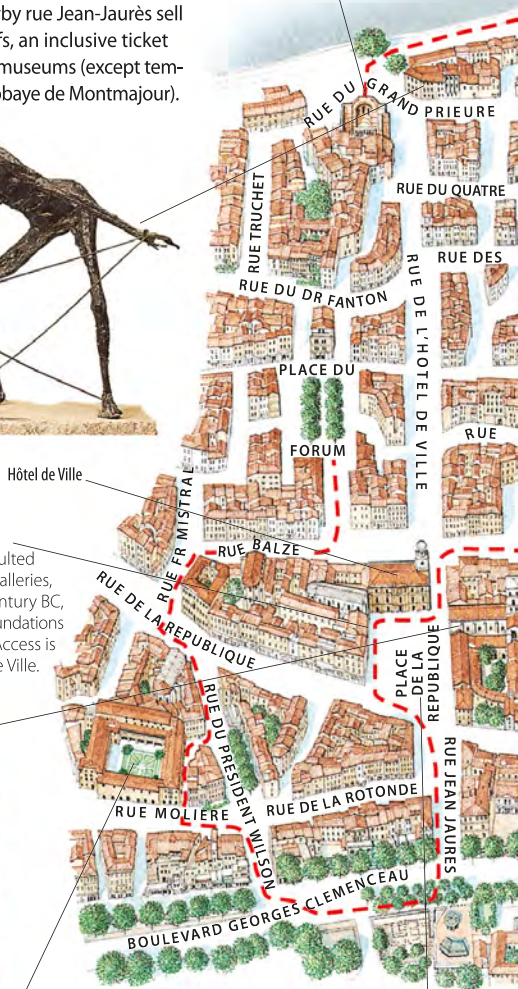 by rue Jean-Jaurès sell
fs, an inclusive ticket
museums (except tem-
baye de Montmajour).
RUE DU GRAND PRIEURE
RUE TRUCHET
RUE DU QUATRE
RUE DES
RUE DU DR FANTON
RUE DE L'HOTEL DE VILLE
PLACE DU
FORUM
RUE
Hôtel de Ville
RUE FR MISTRAL
RUE BALZE
ulted
alleries,
ntury BC,
undations
Access is
e Ville.
RUE DE LA REPUBLIQUE
PLACE
DE LA
REPUBLIQUE
RUE DU PRESIDENT WILSON
RUE JEAN JAURES
RUE DE LA ROTONDE
RUE MOLIERE
BOULEVARD GEORGES CLEMENCEAU